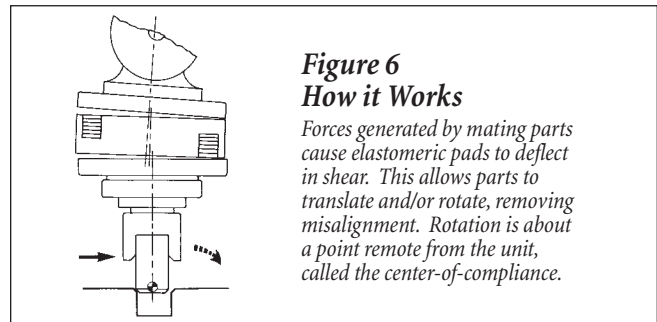 Figure 6
How it Works
Forces generated by mating parts
cause elastomeric pads to deflect
in shear.  This allows parts to
translate and/or rotate, removing
misalignment.  Rotation is about
a point remote from the unit,
called the center-of-compliance.